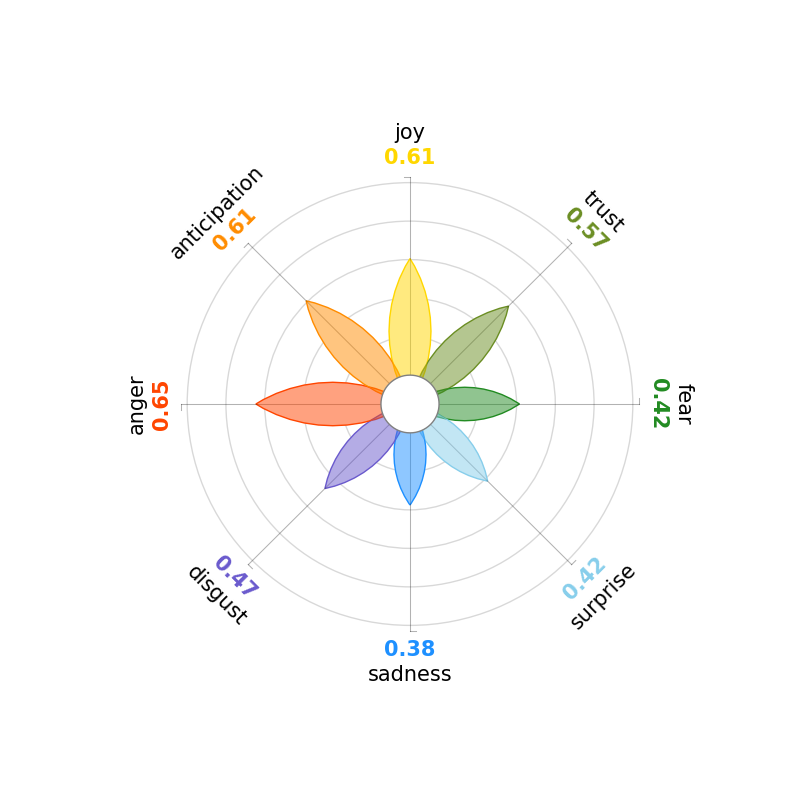 joy
0.61
trust
0.57
fear
0.42
surprise
0.42
sadness
0.38
disgust
0.47
anger
0.65
anticipation
0.61